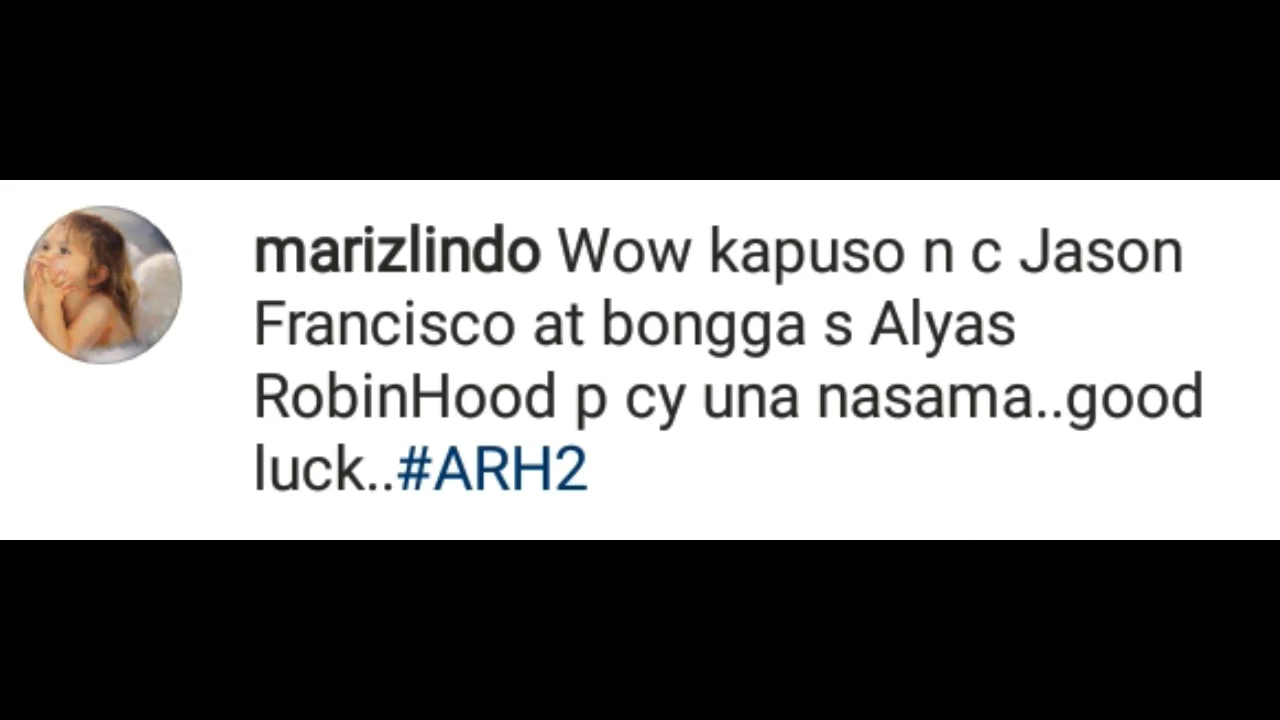 marizlindo Wow kapuso n c Jason
Francisco at bongga s Alyas
RobinHood p cy una nasama..good
luck..#ARH2